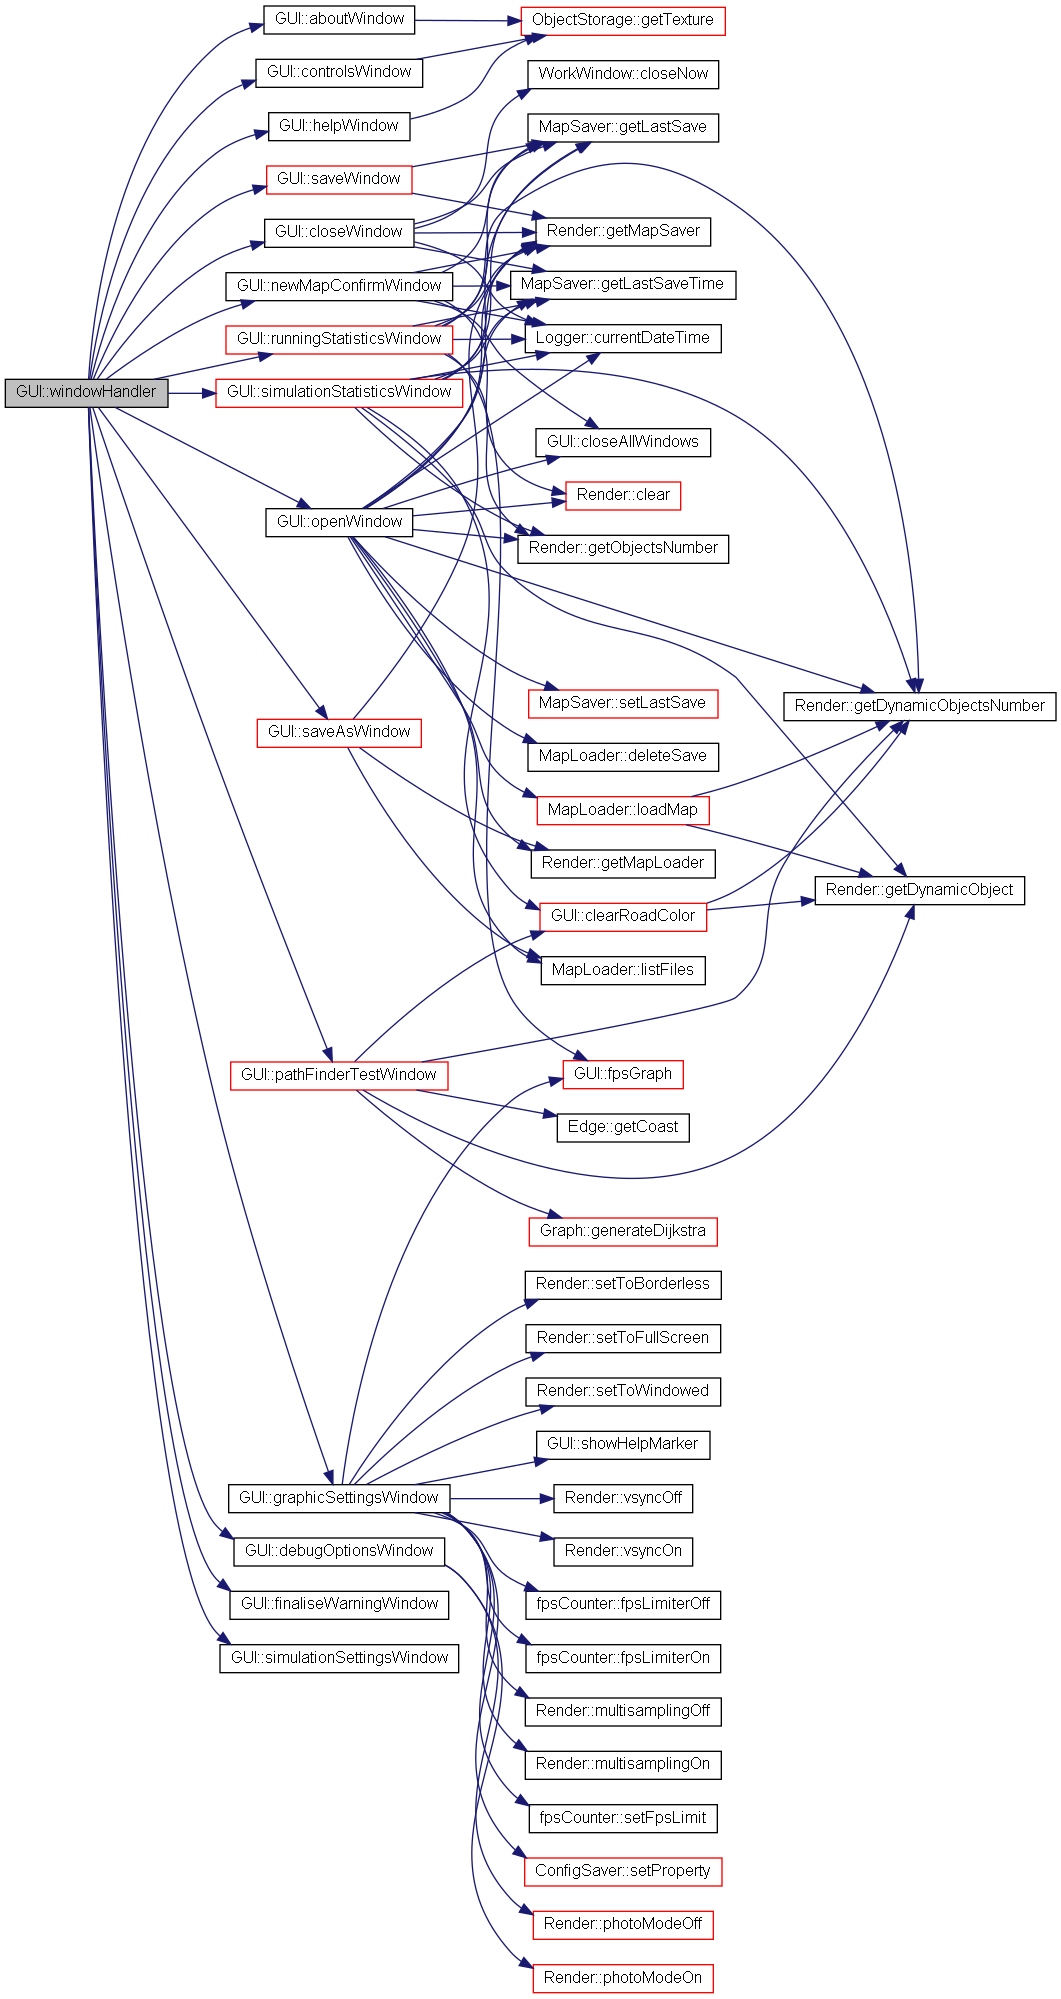 GUI::windowHandler
GUI::aboutWindow
GUI::controlsWindow
GUI::helpWindow
GUI::saveWindow
GUI::closeWindow
GUI::newMapConfirmWindow
GUI::runningStatisticsWindow
GUI::simulationStatisticsWindow
GUI::openWindow
GUI::saveAsWindow
GUI::pathFinderTestWindow
GUI::graphicSettingsWindow
GUI::debugOptionsWindow
GUI::finaliseWarningWindow
GUI::simulationSettingsWindow
ObjectStorage::getTexture
WorkWindow::closeNow
MapSaver::getLastSave
Render::getMapSaver
MapSaver::getLastSaveTime
Logger::currentDateTime
GUI::closeAllWindows
Render::clear
Render::getObjectsNumber
MapSaver::setLastSave
MapLoader::deleteSave
MapLoader::loadMap
Render::getMapLoader
GUI::clearRoadColor
MapLoader::listFiles
GUI::fpsGraph
Edge::getCoast
Graph::generateDijkstra
Render::setToBorderless
Render::setToFullScreen
Render::setToWindowed
GUI::showHelpMarker
Render::vsyncOff
Render::vsyncOn
fpsCounter::fpsLimiterOff
fpsCounter::fpsLimiterOn
Render::multisamplingOff
Render::multisamplingOn
fpsCounter::setFpsLimit
ConfigSaver::setProperty
Render::photoModeOff
Render::photoModeOn
Render::getDynamicObjectsNumber
Render::getDynamicObject